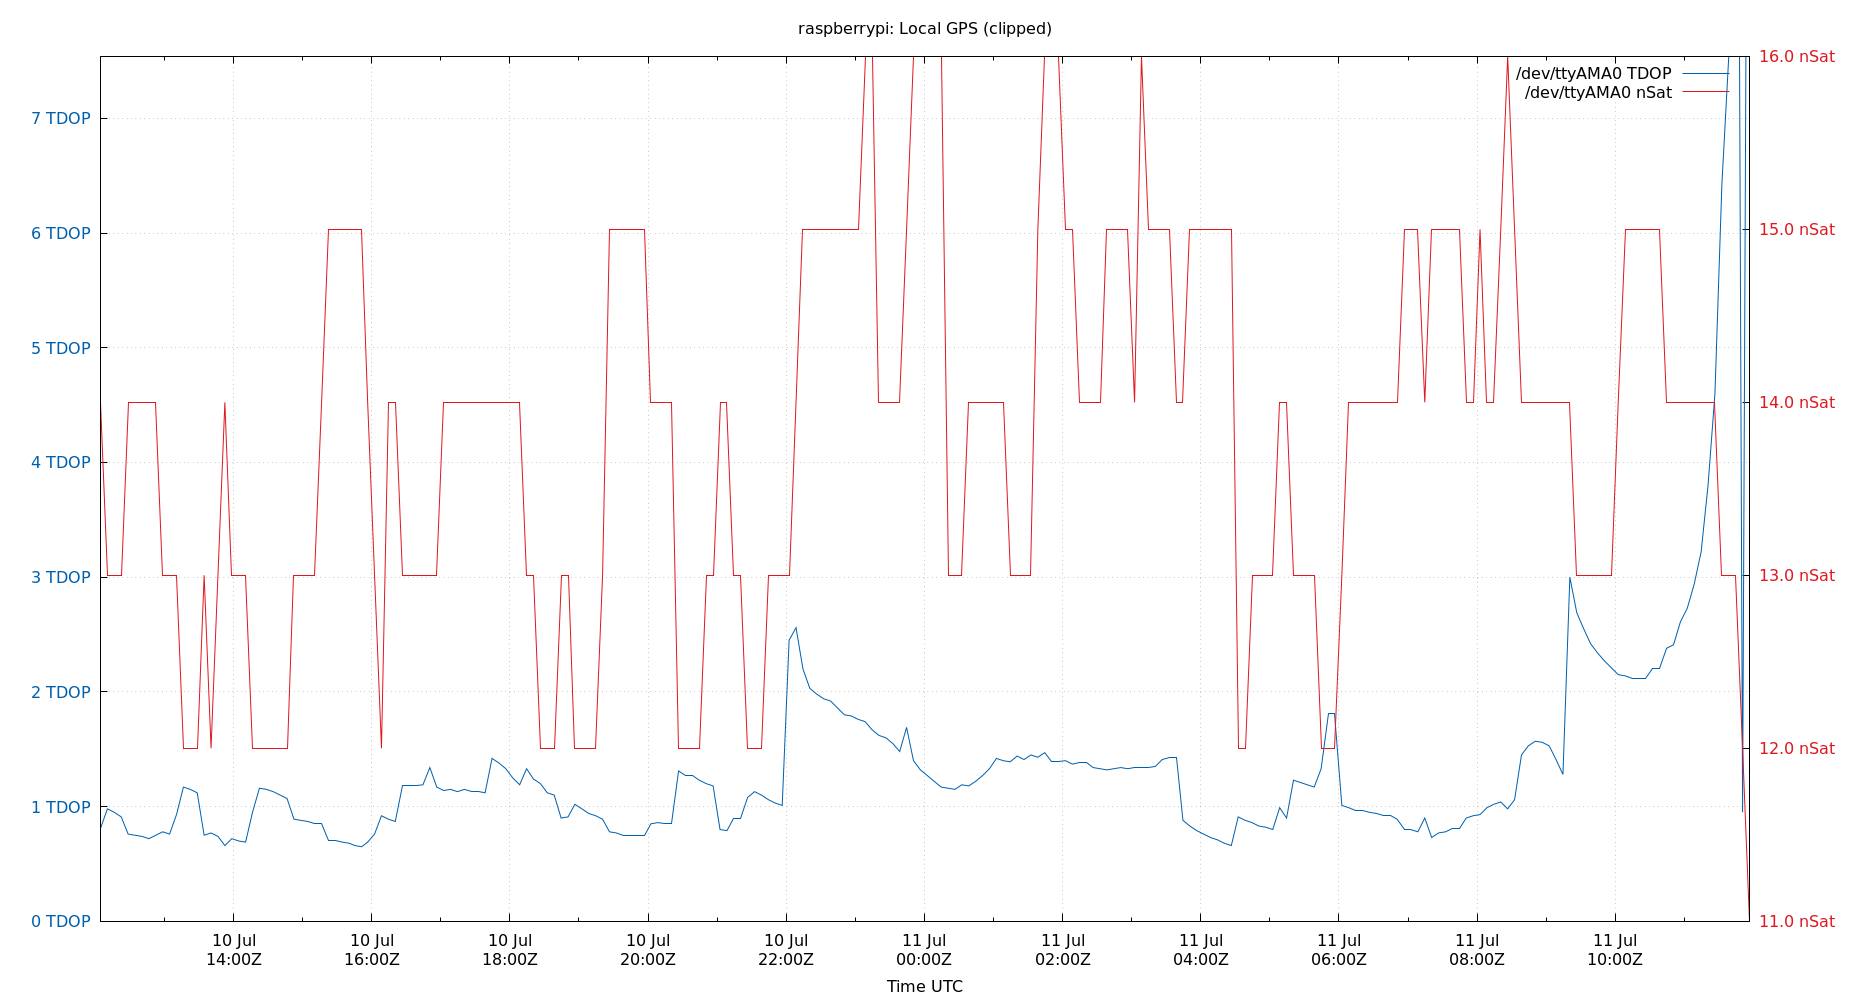 raspberrypi: Local GPS (clipped)
/dev/ttyAMA0 TDOP
/dev/ttyAMA0 nSat
7 TDOP
6 TDOP
5 TDOP
4 TDOP
3 TDOP
2 TDOP
1 TDOP
0 TDOP
16.0 nSat
15.0 nSat
14.0 nSat
13.0 nSat
12.0 nSat
11.0 nSat
10 Jul
14:00Z
10 Jul
16:00Z
10 Jul
18:00Z
10 Jul
20:00Z
10 Jul
22:00Z
11 Jul
00:00Z
11 Jul
02:00Z
11 Jul
04:00Z
11 Jul
06:00Z
11 Jul
08:00Z
11 Jul
10:00Z
Time UTC